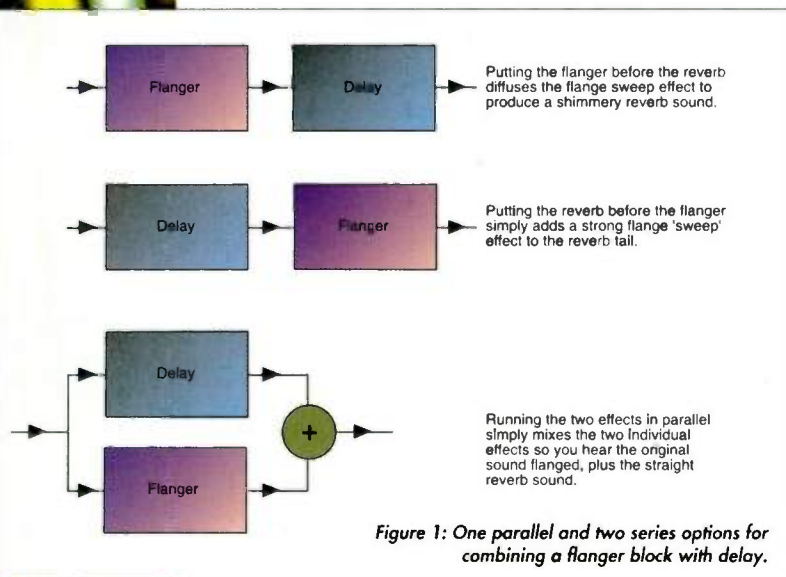 Flanger
Delay
Putting the flanger before the reverb
diffuses the flange sweep effect to
produce a shimmery reverb sound.
Delay
Flanger
Putting the reverb before the flanger
simply adds a strong flange 'sweep'
effect to the reverb tail.
Delay
Flanger
+
Running the two effects in parallel
simply mixes the two individual
effects so you hear the original
sound flanged, plus the straight
reverb sound.
Figure 1: One parallel and two series options for
combining a flanger block with delay.